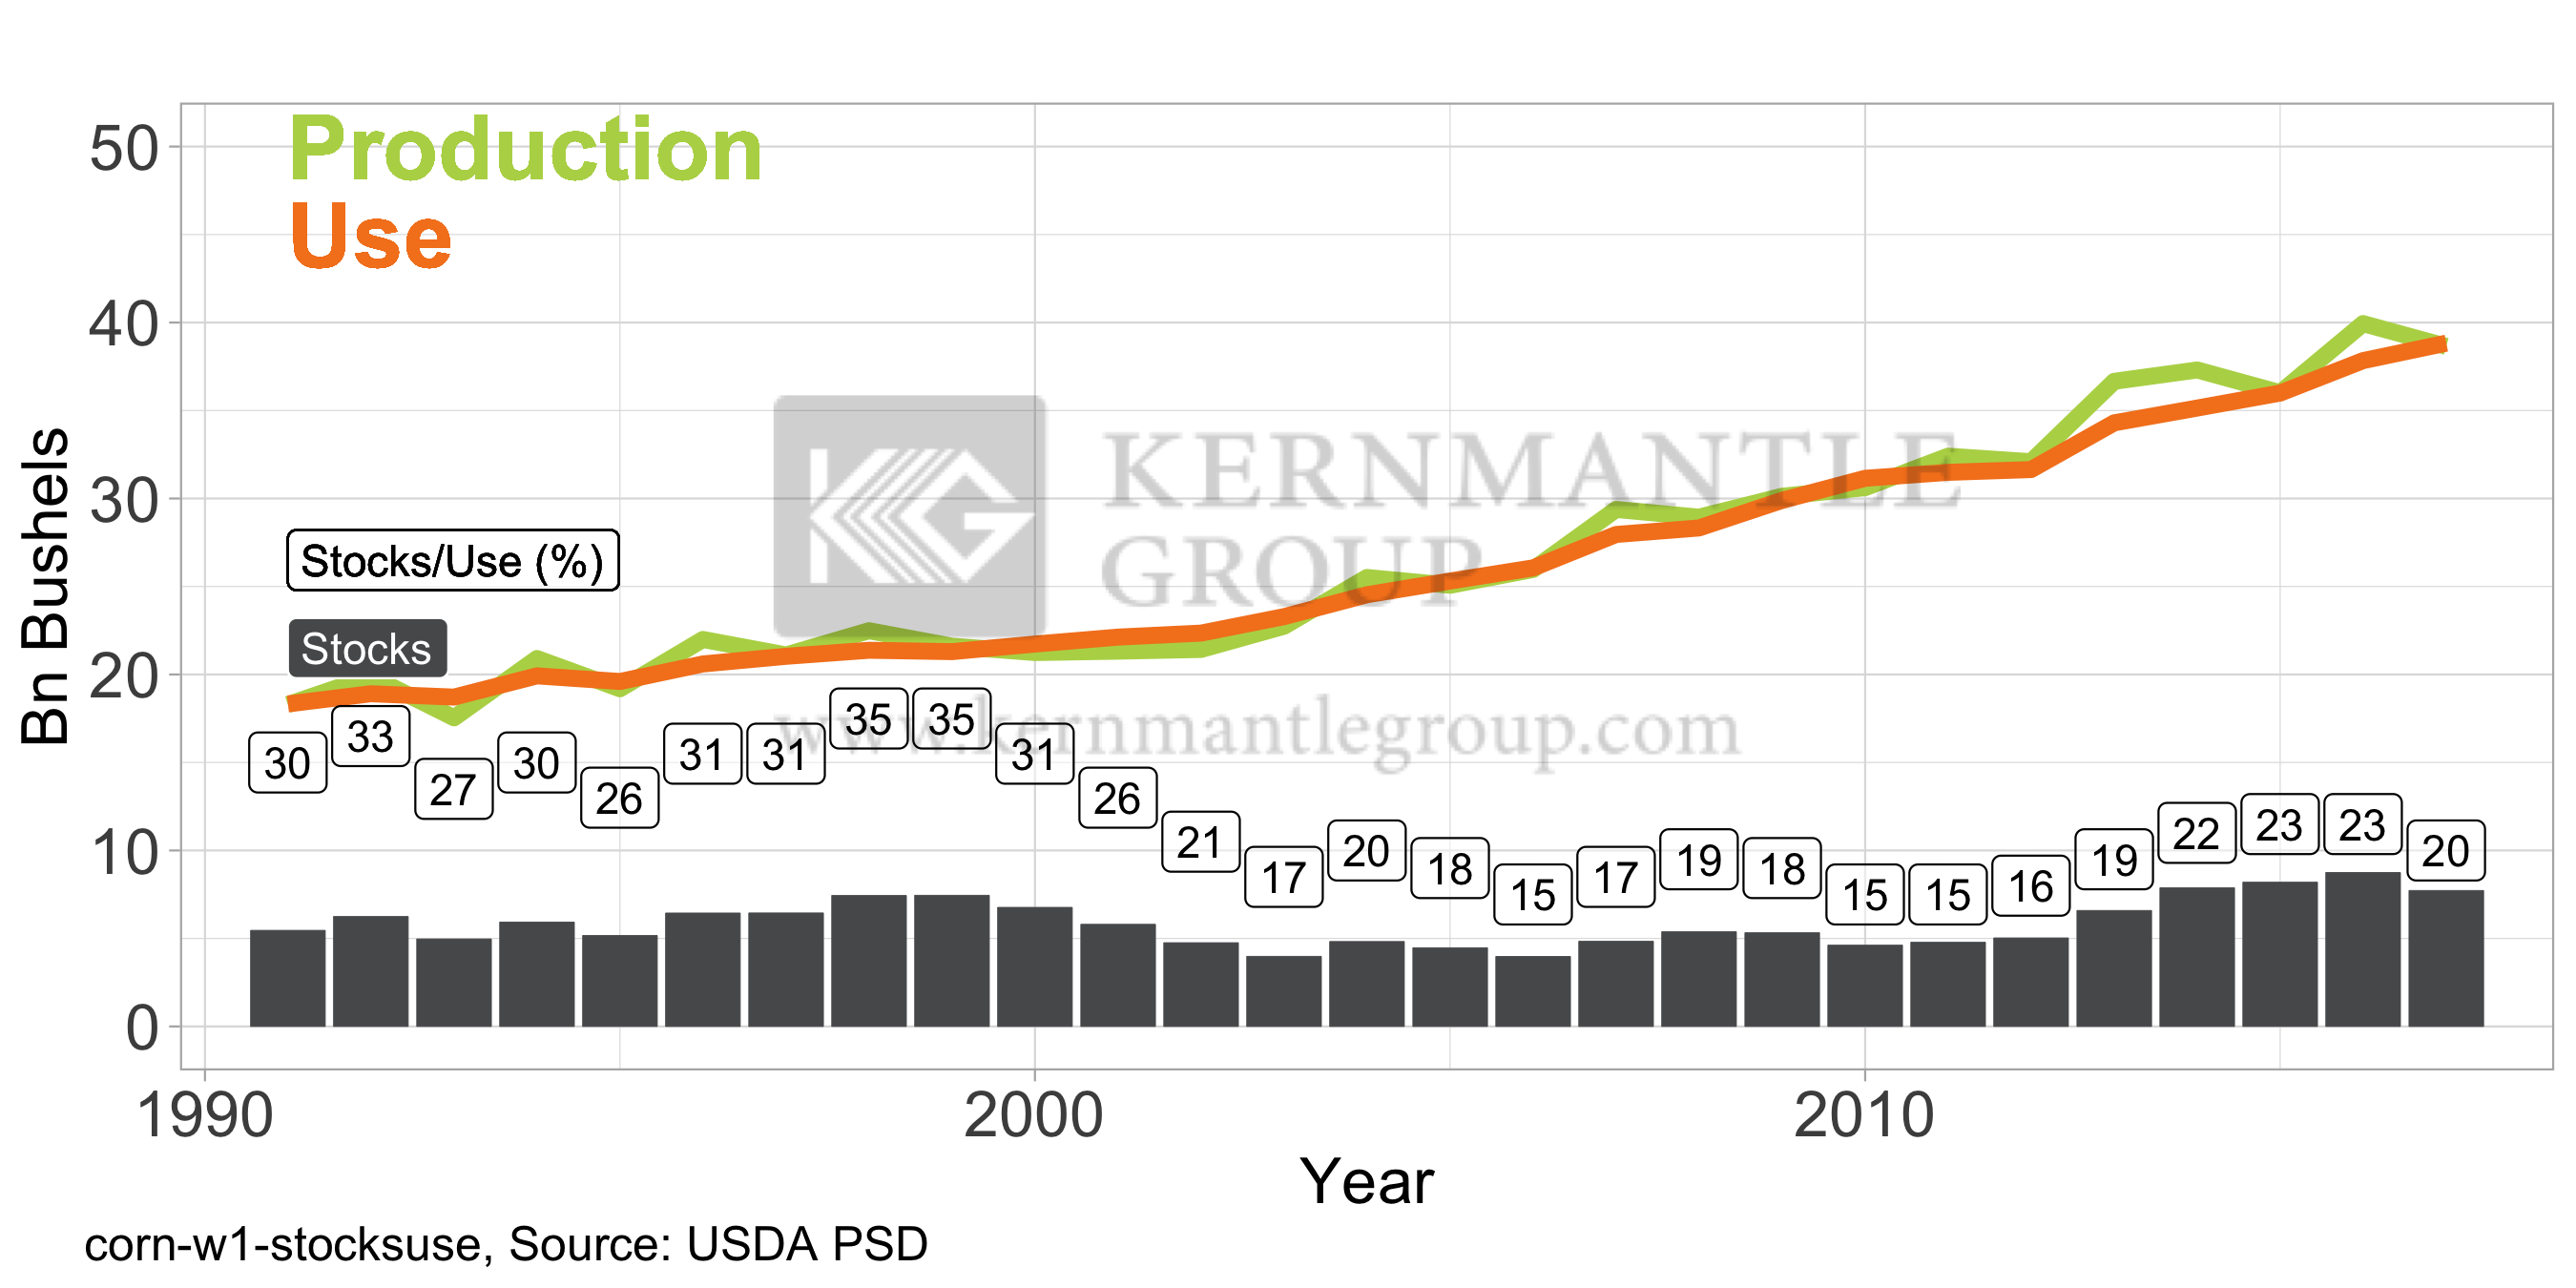 Production
Use
50
40
30
20
10
0
Bn Bushels
Stocks/Use (%)
Stocks
KG
KERNMANTLE
GROUP
www.kernmantlegroup.com
30 33 27 30 26 31 31 35 35 31 26 21 17 20 18 15 17 19 18 15 15 16 19 22 23 23 20
1990 2000 2010
Year
corn-w1-stocksuse, Source: USDA PSD